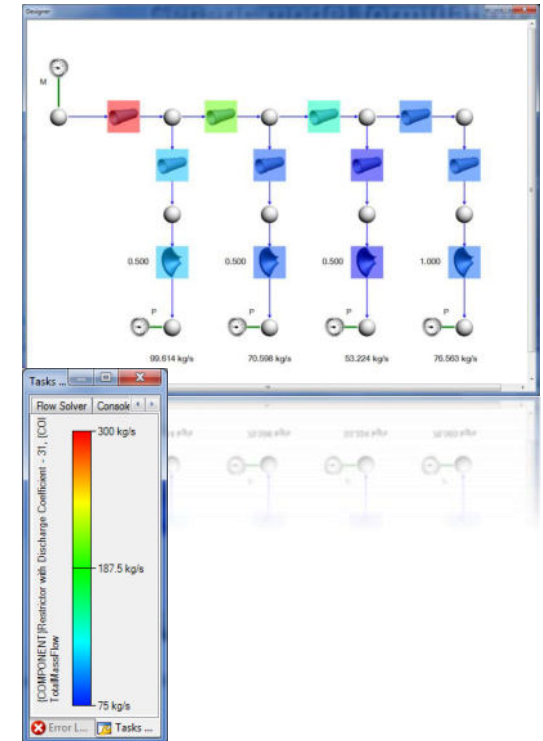 Designer
M
0.500
0.500
0.500
1.000
P
P
P
P
99.614 kg/s
70.598 kg/s
53.224 kg/s
76.563 kg/s
Tasks ...
Flow Solver
Console
{COMPONENT}Restrictor with Discharge Coefficient - 31, {COI
TotalMassFlow
300 kg/s
187.5 kg/s
75 kg/s
Error L...
Tasks ...